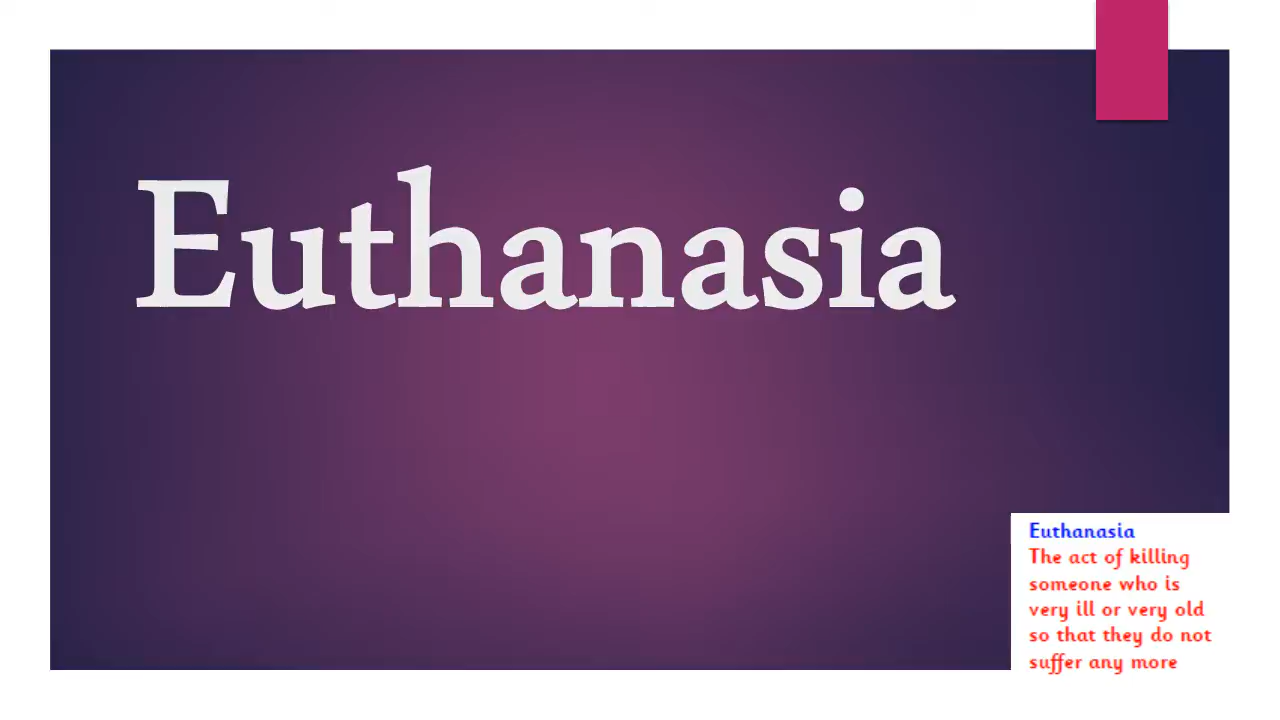 Euthanasia
Euthanasia
The act of killing
someone who is
very ill or very old
so that they do not
suffer any more